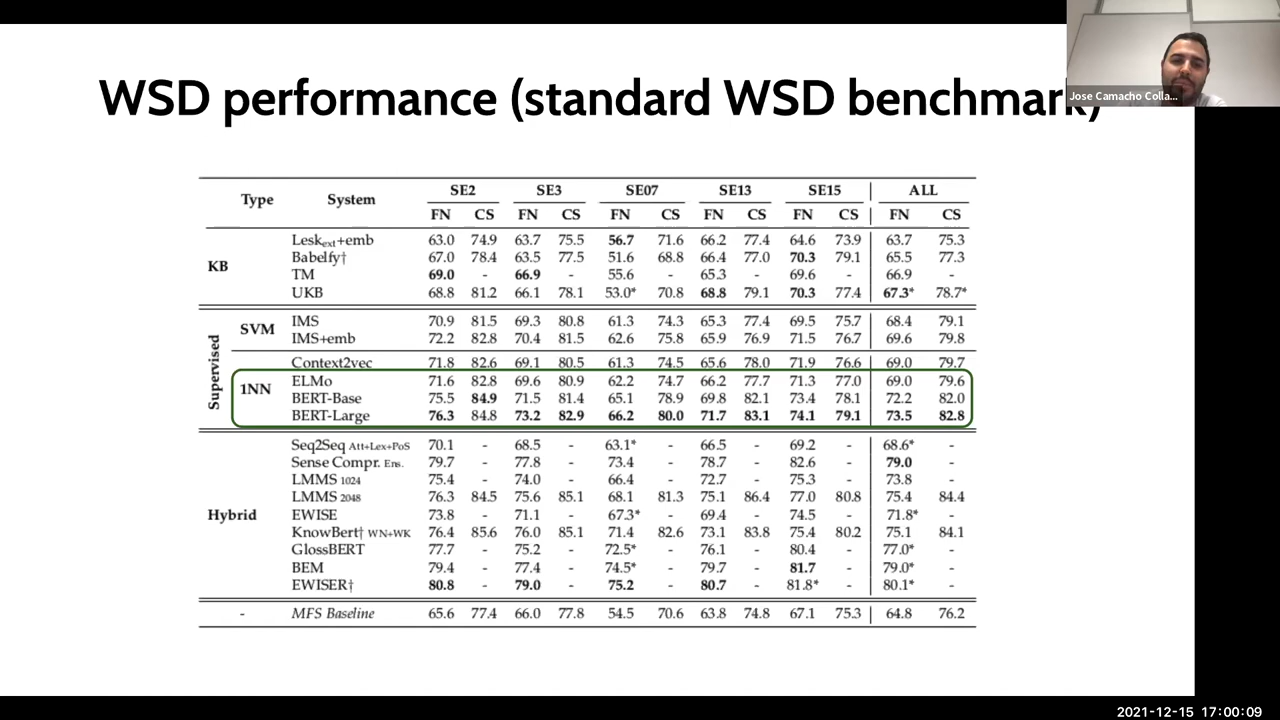 WSD performance (standard WSD benchmark)
Jose Camacho Colla...
Type System SE2 SE3 SE07 SE13 SE15 ALL
FN CS FN CS FN CS FN CS FN CS FN CS
KB
Lesk_ext+emb 63.0 74.9 63.7 75.5 56.7 71.6 66.2 77.4 64.6 73.9 63.7 75.3
Babelfy† 67.0 78.4 63.5 77.5 51.6 68.8 66.4 77.0 70.3 79.1 65.5 77.3
TM 69.0 - 66.9 - 55.6 - 65.3 - 69.6 - 66.9 -
UKB 68.8 81.2 66.1 78.1 53.0* 70.8 68.8 79.1 70.3 77.4 67.3* 78.7*
Supervised
SVM
IMS 70.9 81.5 69.3 80.8 61.3 74.3 65.3 77.4 69.5 75.7 68.4 79.1
IMS+emb 72.2 82.8 70.4 81.5 62.6 75.8 65.9 76.9 71.5 76.7 69.6 79.8
1NN
Context2vec 71.8 82.6 69.1 80.5 61.3 74.5 65.6 78.0 71.9 76.6 69.0 79.7
ELMo 71.6 82.8 69.6 80.9 62.2 74.7 66.2 77.7 71.3 77.0 69.0 79.6
BERT-Base 75.5 84.9 71.5 81.4 65.1 78.9 69.8 82.1 73.4 78.1 72.2 82.0
BERT-Large 76.3 84.8 73.2 82.9 66.2 80.0 71.7 83.1 74.1 79.1 73.5 82.8
Hybrid
Seq2Seq Att+Lex+PoS 70.1 - 68.5 - 63.1* - 66.5 - 69.2 - 68.6* -
Sense Compr. Ens. 79.7 - 77.8 - 73.4 - 78.7 - 82.6 - 79.0 -
LMMS 1024 75.4 - 74.0 - 66.4 - 72.7 - 75.3 - 73.8 -
LMMS 2048 76.3 84.5 75.6 85.1 68.1 81.3 75.1 86.4 77.0 80.8 75.4 84.4
EWISE 73.8 - 71.1 - 67.3* - 69.4 - 74.5 - 71.8* -
KnowBert† WN+WK 76.4 85.6 76.0 85.1 71.4 82.6 73.1 83.8 75.4 80.2 75.1 84.1
GlossBERT 77.7 - 75.2 - 72.5* - 76.1 - 80.4 - 77.0* -
BEM 79.4 - 77.4 - 74.5* - 79.7 - 81.7 - 79.0* -
EWISER† 80.8 - 79.0 - 75.2 - 80.7 - 81.8* - 80.1* -
- MFS Baseline 65.6 77.4 66.0 77.8 54.5 70.6 63.8 74.8 67.1 75.3 64.8 76.2
2021-12-15 17:00:09